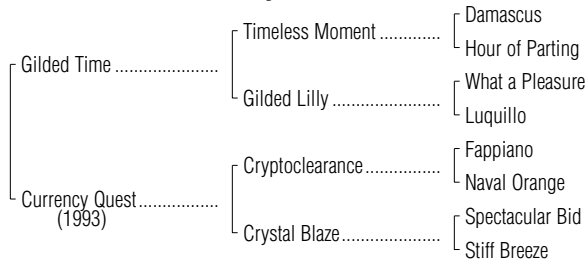 Damascus
Timeless Moment .............
Hour of Parting
Gilded Time .....................
What a Pleasure
Gilded Lilly ......................
Luquillo
Fappiano
Cryptoclearance...............
Naval Orange
Currency Quest................
(1993)
Spectacular Bid
Crystal Blaze....................
Stiff Breeze